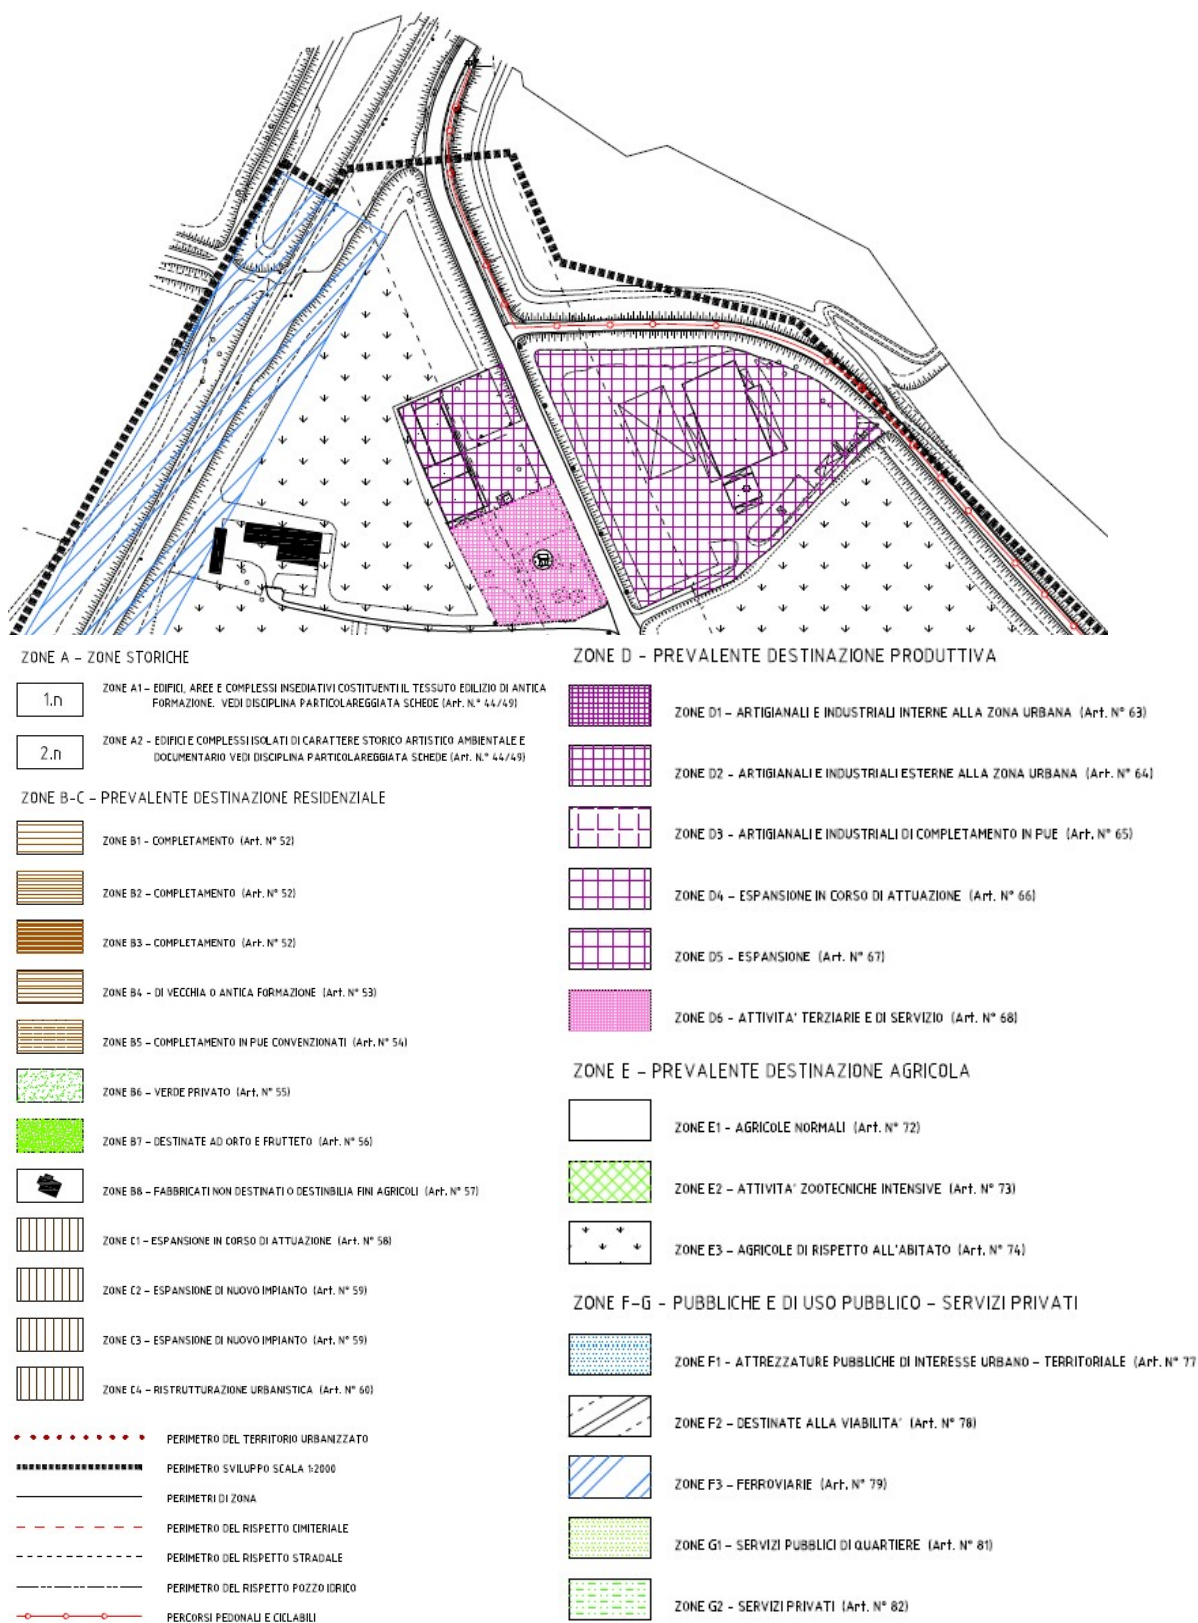 ZONE A – ZONE STORICHE
1.n
ZONE A1 – EDIFICI, AREE E COMPLESSI INSEDIATIVI COSTITUENTI IL TESSUTO EDILIZIO DI ANTICA
FORMAZIONE. VEDI DISCIPLINA PARTICOLAREGGIATA SCHEDE (Art. N.° 44/49)
2.n
ZONE A2 – EDIFICI E COMPLESSI ISOLATI DI CARATTERE STORICO ARTISTICO AMBIENTALE E
DOCUMENTARIO VEDI DISCIPLINA PARTICOLAREGGIATA SCHEDE (Art. N.° 44/49)
ZONE B-C – PREVALENTE DESTINAZIONE RESIDENZIALE
ZONE B1 – COMPLETAMENTO (Art. N° 52)
ZONE B2 – COMPLETAMENTO (Art. N° 52)
ZONE B3 – COMPLETAMENTO (Art. N° 52)
ZONE B4 – DI VECCHIA O ANTICA FORMAZIONE (Art. N° 53)
ZONE B5 – COMPLETAMENTO IN PUE CONVENZIONATI (Art. N° 54)
ZONE B6 – VERDE PRIVATO (Art. N° 55)
ZONE B7 – DESTINATE AD ORTO E FRUTTETO (Art. N° 56)
ZONE B8 – FABBRICATI NON DESTINATI O DESTINBILIA FINI AGRICOLI (Art. N° 57)
ZONE C1 – ESPANSIONE IN CORSO DI ATTUAZIONE (Art. N° 58)
ZONE C2 – ESPANSIONE DI NUOVO IMPIANTO (Art. N° 59)
ZONE C3 – ESPANSIONE DI NUOVO IMPIANTO (Art. N° 59)
ZONE C4 – RISTRUTTURAZIONE URBANISTICA (Art. N° 60)
PERIMETRO DEL TERRITORIO URBANIZZATO
PERIMETRO SVILUPPO SCALA 1:2000
PERIMETRI DI ZONA
PERIMETRO DEL RISPETTO CIMITERIALE
PERIMETRO DEL RISPETTO STRADALE
PERIMETRO DEL RISPETTO POZZO IDRICO
PERCORSI PEDONALI E CICLABILI
ZONE D – PREVALENTE DESTINAZIONE PRODUTTIVA
ZONE D1 – ARTIGIANALI E INDUSTRIALI INTERNE ALLA ZONA URBANA (Art. N° 63)
ZONE D2 – ARTIGIANALI E INDUSTRIALI ESTERNE ALLA ZONA URBANA (Art. N° 64)
ZONE D3 – ARTIGIANALI E INDUSTRIALI DI COMPLETAMENTO IN PUE (Art. N° 65)
ZONE D4 – ESPANSIONE IN CORSO DI ATTUAZIONE (Art. N° 66)
ZONE D5 – ESPANSIONE (Art. N° 67)
ZONE D6 – ATTIVITA' TERZIARIE E DI SERVIZIO (Art. N° 68)
ZONE E – PREVALENTE DESTINAZIONE AGRICOLA
ZONE E1 – AGRICOLE NORMALI (Art. N° 72)
ZONE E2 – ATTIVITA' ZOOTECNICHE INTENSIVE (Art. N° 73)
ZONE E3 – AGRICOLE DI RISPETTO ALL'ABITATO (Art. N° 74)
ZONE F-G – PUBBLICHE E DI USO PUBBLICO – SERVIZI PRIVATI
ZONE F1 – ATTREZZATURE PUBBLICHE DI INTERESSE URBANO – TERRITORIALE (Art. N° 77
ZONE F2 – DESTINATE ALLA VIABILITA' (Art. N° 78)
ZONE F3 – FERROVIARIE (Art. N° 79)
ZONE G1 – SERVIZI PUBBLICI DI QUARTIERE (Art. N° 81)
ZONE G2 – SERVIZI PRIVATI (Art. N° 82)